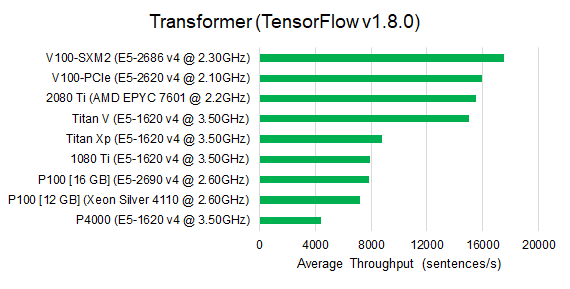 Transformer (TensorFlow v1.8.0)
V100-SXM2 (E5-2686 v4 @ 2.30GHz)
V100-PCIe (E5-2620 v4 @ 2.10GHz)
2080 Ti (AMD EPYC 7601 @ 2.2GHz)
Titan V (E5-1620 v4 @ 3.50GHz)
Titan Xp (E5-1620 v4 @ 3.50GHz)
1080 Ti (E5-1620 v4 @ 3.50GHz)
P100 [16 GB] (E5-2690 v4 @ 2.60GHz)
P100 [12 GB] (Xeon Silver 4110 @ 2.60GHz)
P4000 (E5-1620 v4 @ 3.50GHz)
0 4000 8000 12000 16000 20000
Average Throughput (sentences/s)